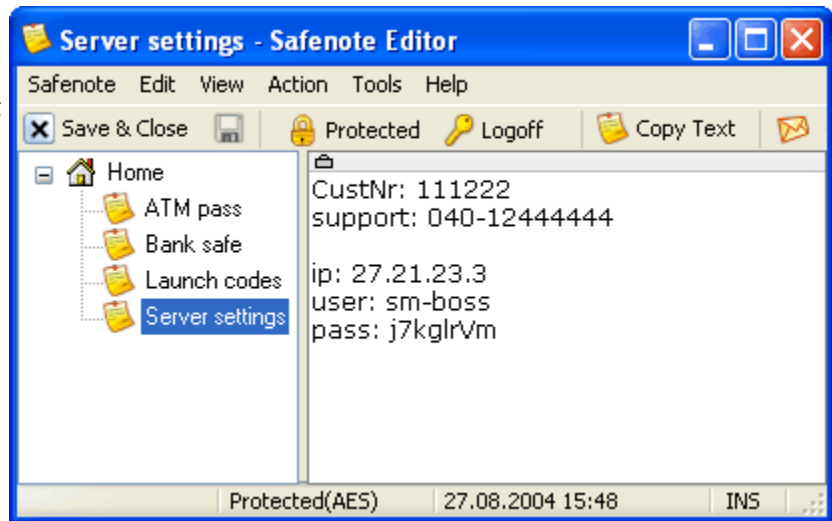 Server settings - Safenote Editor
Safenote Edit View Action Tools Help
Save & Close Protected Logoff Copy Text
Home
ATM pass
Bank safe
Launch codes
Server settings
CustNr: 111222
support: 040-12444444
ip: 27.21.23.3
user: sm-boss
pass: j7kglrVm
Protected(AES) 27.08.2004 15:48 INS